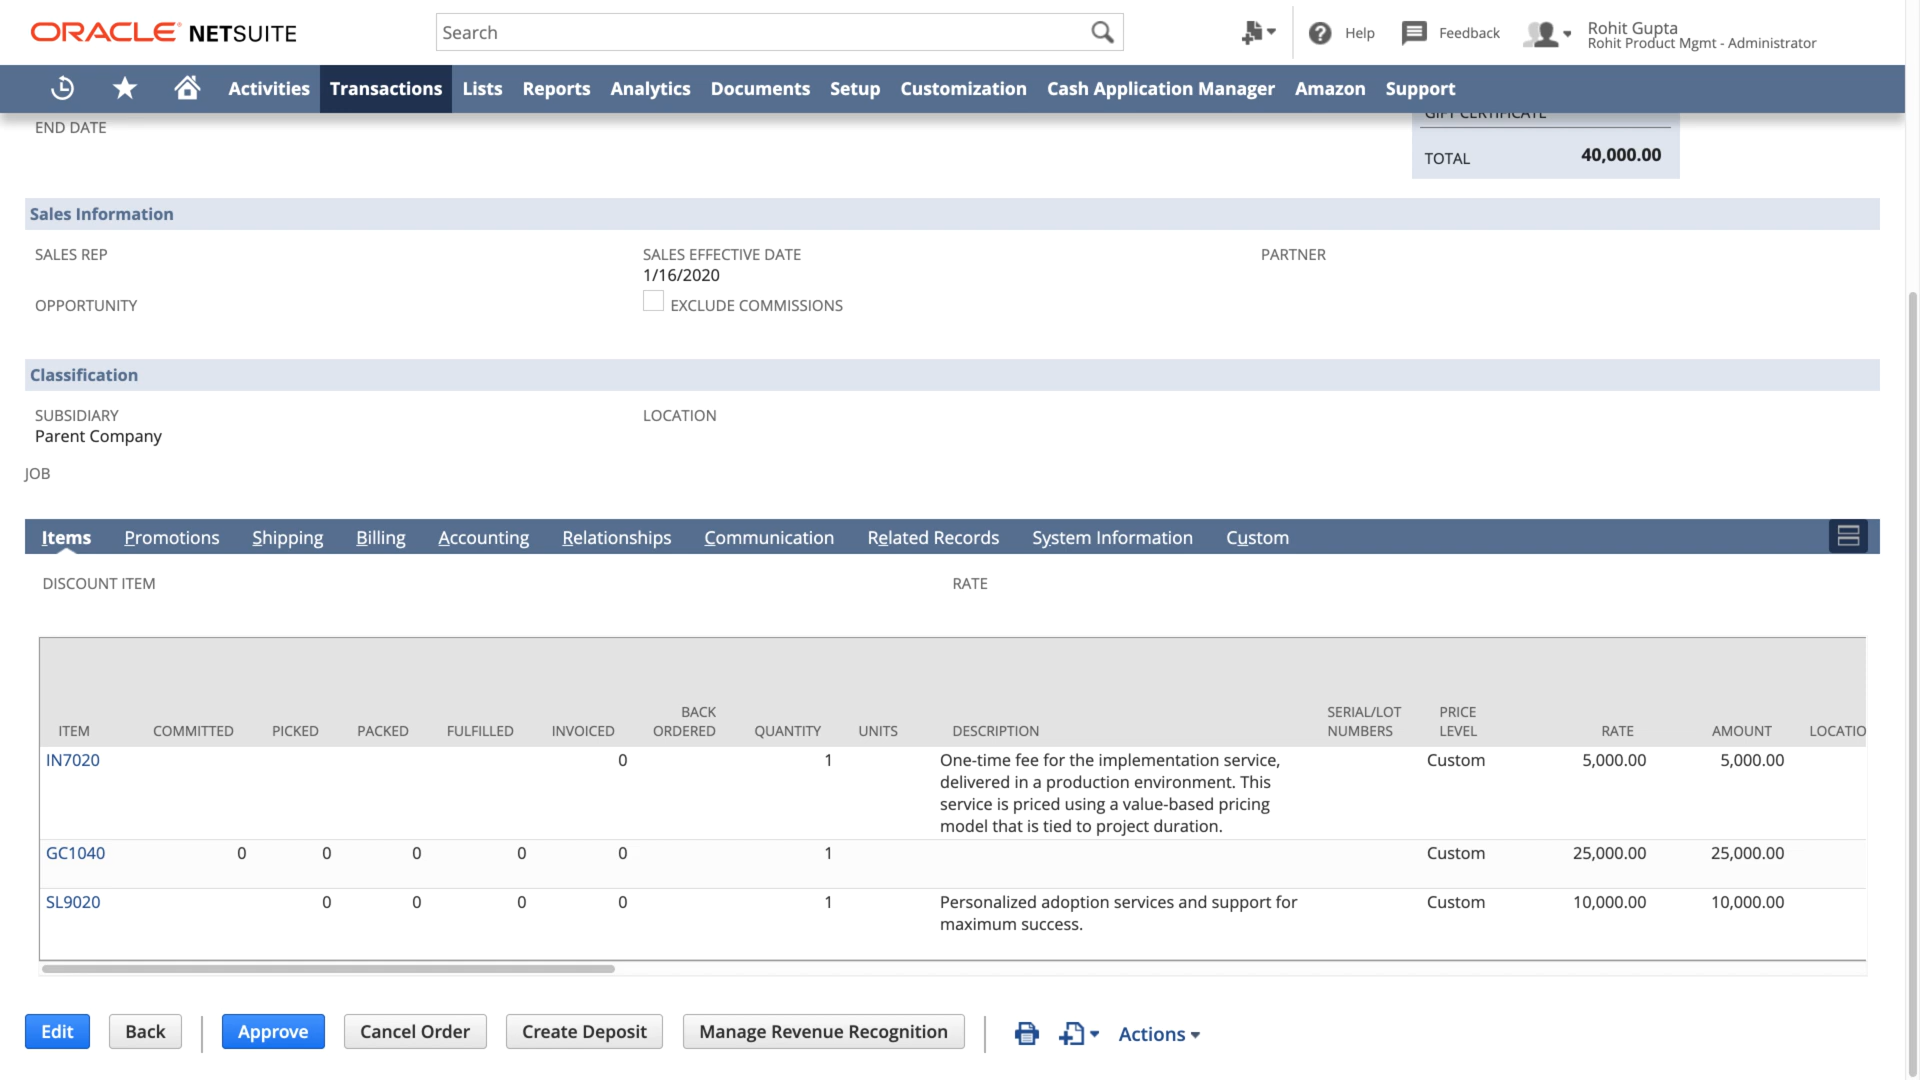 ORACLE NETSUITE
Search
Help
Feedback
Rohit Gupta
Rohit Product Mgmt - Administrator
Activities Transactions Lists Reports Analytics Documents Setup Customization Cash Application Manager Amazon Support
END DATE
GIFT CERTIFICATE
TOTAL 40,000.00
Sales Information
SALES REP
SALES EFFECTIVE DATE
1/16/2020
PARTNER
OPPORTUNITY
EXCLUDE COMMISSIONS
Classification
SUBSIDIARY
Parent Company
LOCATION
JOB
Items Promotions Shipping Billing Accounting Relationships Communication Related Records System Information Custom
DISCOUNT ITEM RATE
ITEM COMMITTED PICKED PACKED FULFILLED INVOICED BACK ORDERED QUANTITY UNITS DESCRIPTION SERIAL/LOT NUMBERS PRICE LEVEL RATE AMOUNT LOCATIO
IN7020 0 1 One-time fee for the implementation service, Custom 5,000.00 5,000.00
delivered in a production environment. This
service is priced using a value-based pricing
model that is tied to project duration.
GC1040 0 0 0 0 0 1 Custom 25,000.00 25,000.00
SL9020 0 0 0 0 1 Personalized adoption services and support for Custom 10,000.00 10,000.00
maximum success.
Edit Back Approve Cancel Order Create Deposit Manage Revenue Recognition Actions